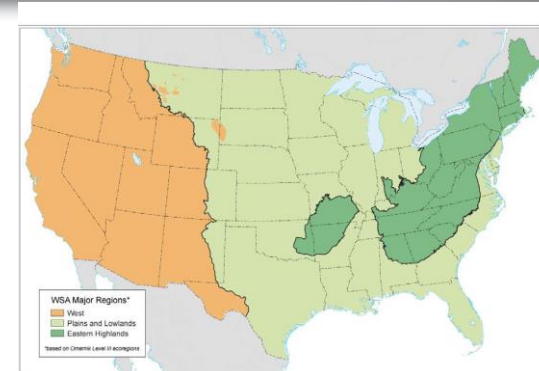 WSA Major Regions*
West
Plains and Lowlands
Eastern Highlands
*based on Omernik Level III ecoregions